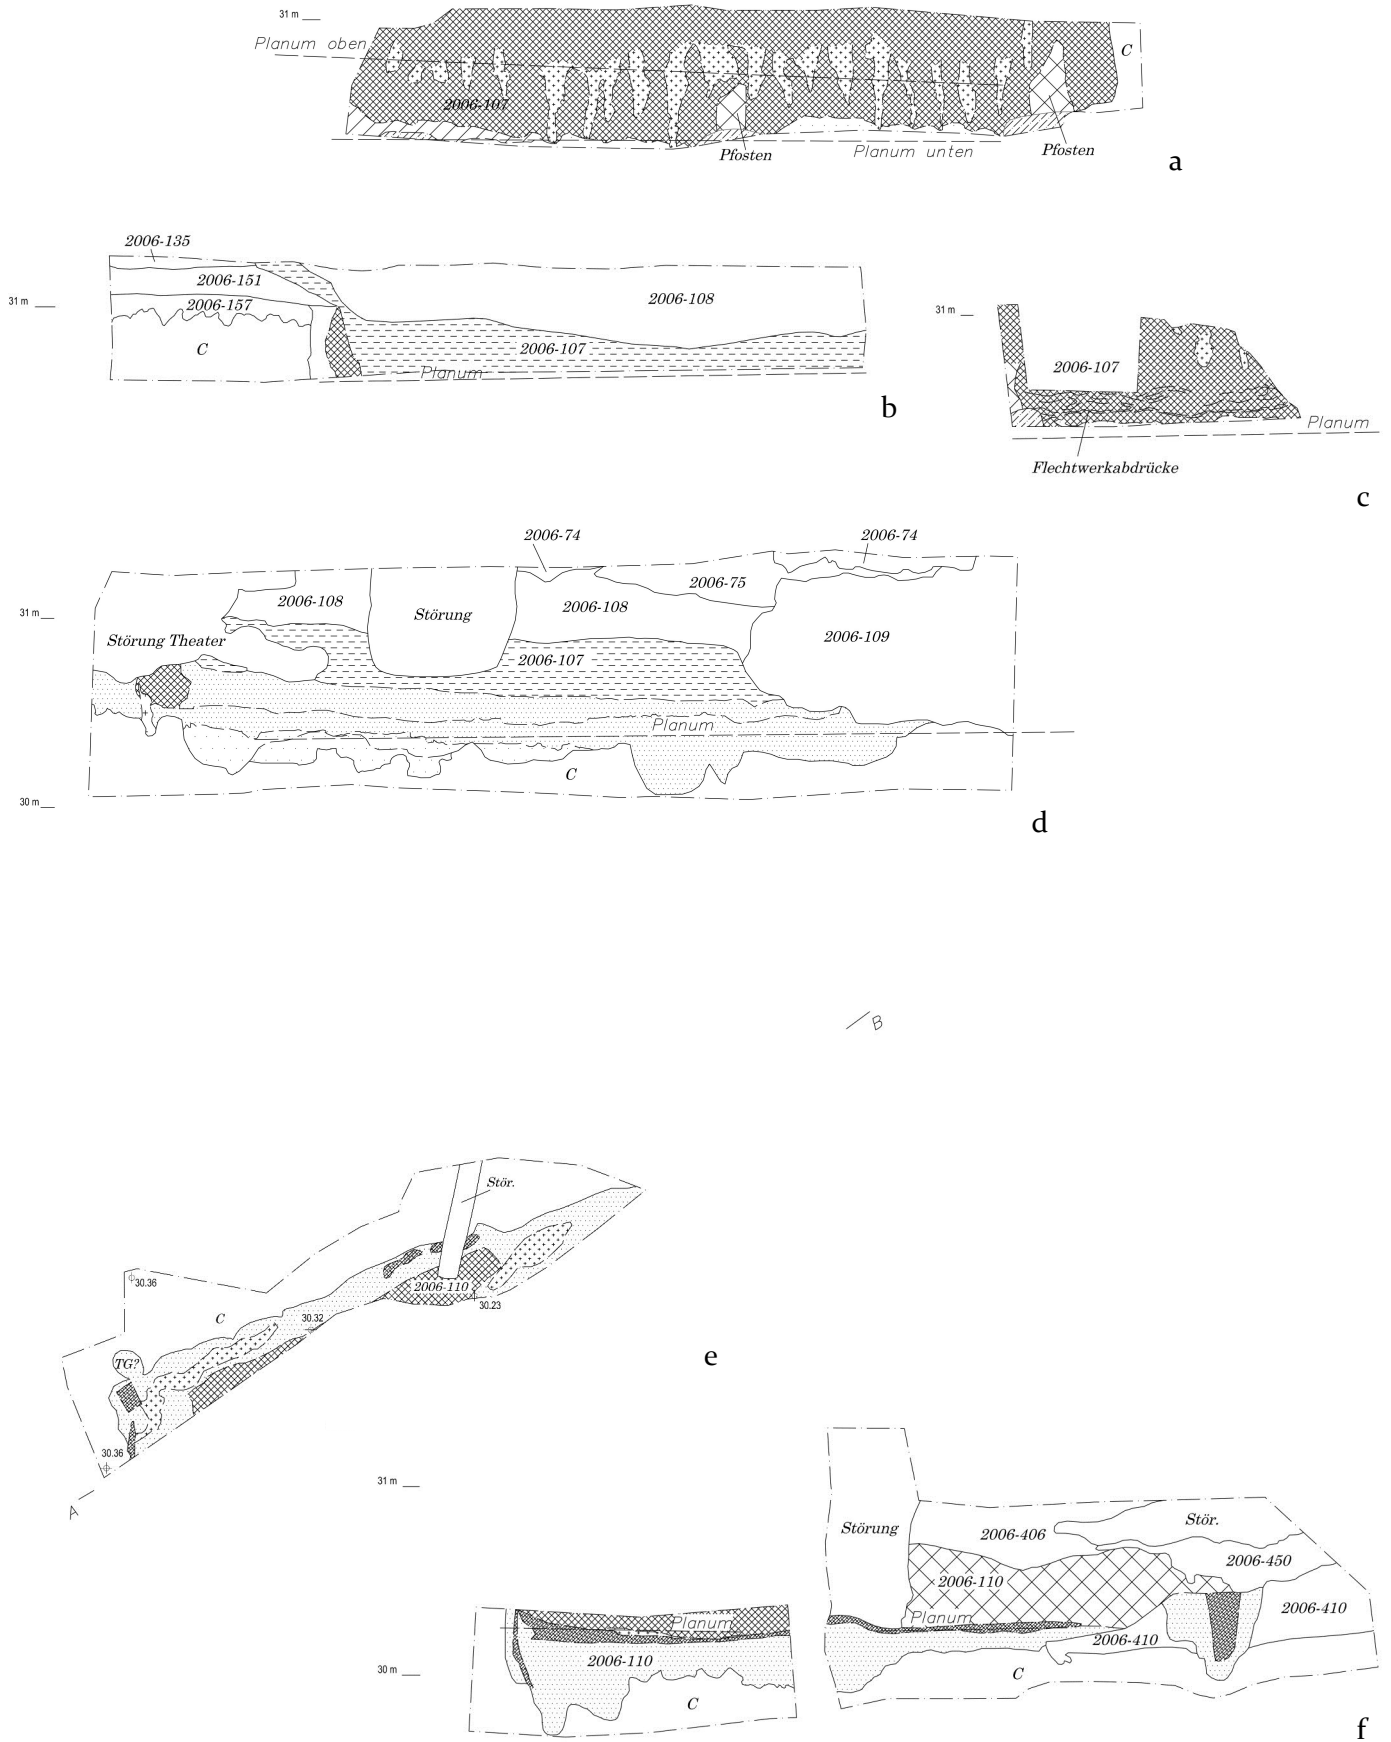 31 m
Planum oben
C
2006-107
Pfosten
Planum unten
Pfosten
a
2006-135
2006-151
31 m
2006-157
2006-108
C
2006-107
Planum
b
31 m
2006-107
Planum
Flechtwerkabdrücke
c
2006-74
2006-74
2006-75
2006-108
2006-108
31 m
Störung
Störung Theater
2006-109
2006-107
Planum
C
30 m
d
B
Stör.
30.36
2006-110
30.23
C
30.32
TG?
e
30.36
A
31 m
Störung
Stör.
2006-406
2006-450
2006-110
2006-410
Planum
Planum
2006-410
2006-110
30 m
C
C
f